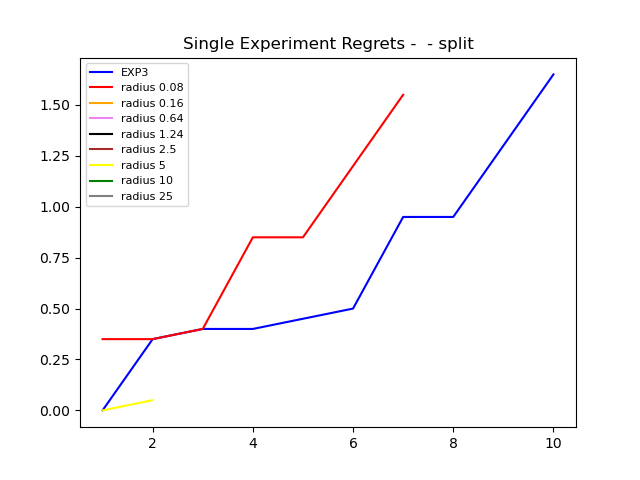 Single Experiment Regrets -  - split
EXP3
radius 0.08
radius 0.16
radius 0.64
radius 1.24
radius 2.5
radius 5
radius 10
radius 25
1.50
1.25
1.00
0.75
0.50
0.25
0.00
2 4 6 8 10